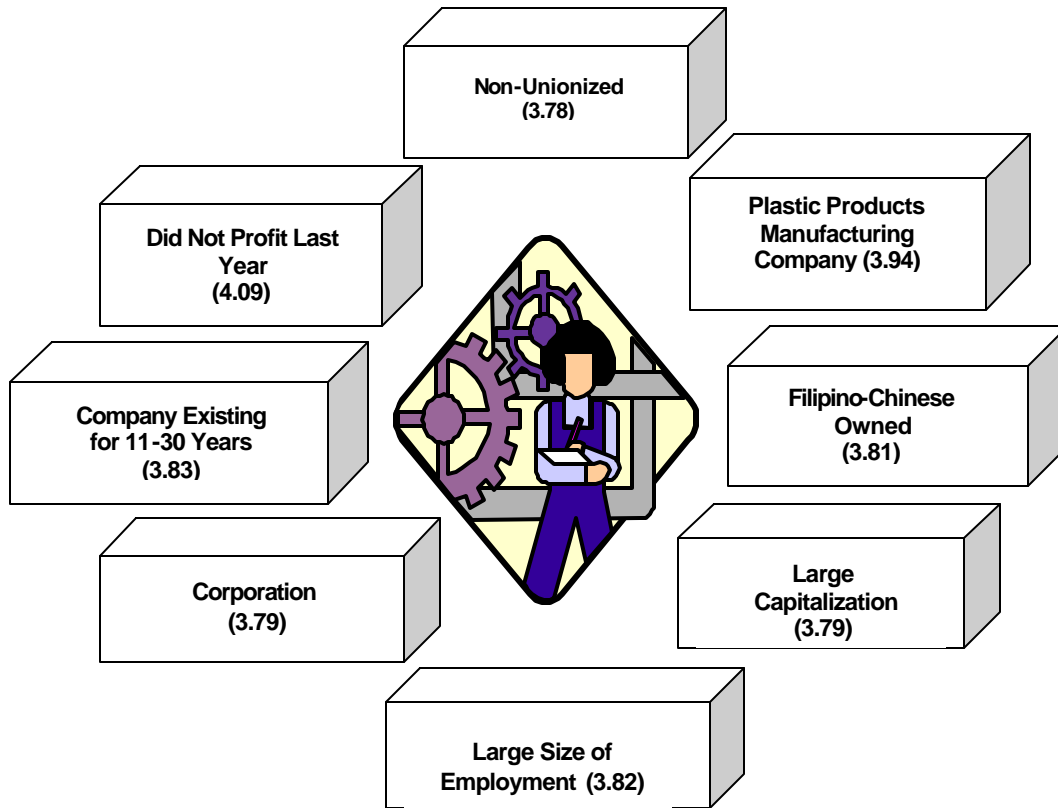 Non-Unionized
(3.78)
Plastic Products
Manufacturing
Company (3.94)
Filipino-Chinese
Owned
(3.81)
Large
Capitalization
(3.79)
Large Size of
Employment (3.82)
Corporation
(3.79)
Company Existing
for 11-30 Years
(3.83)
Did Not Profit Last
Year
(4.09)